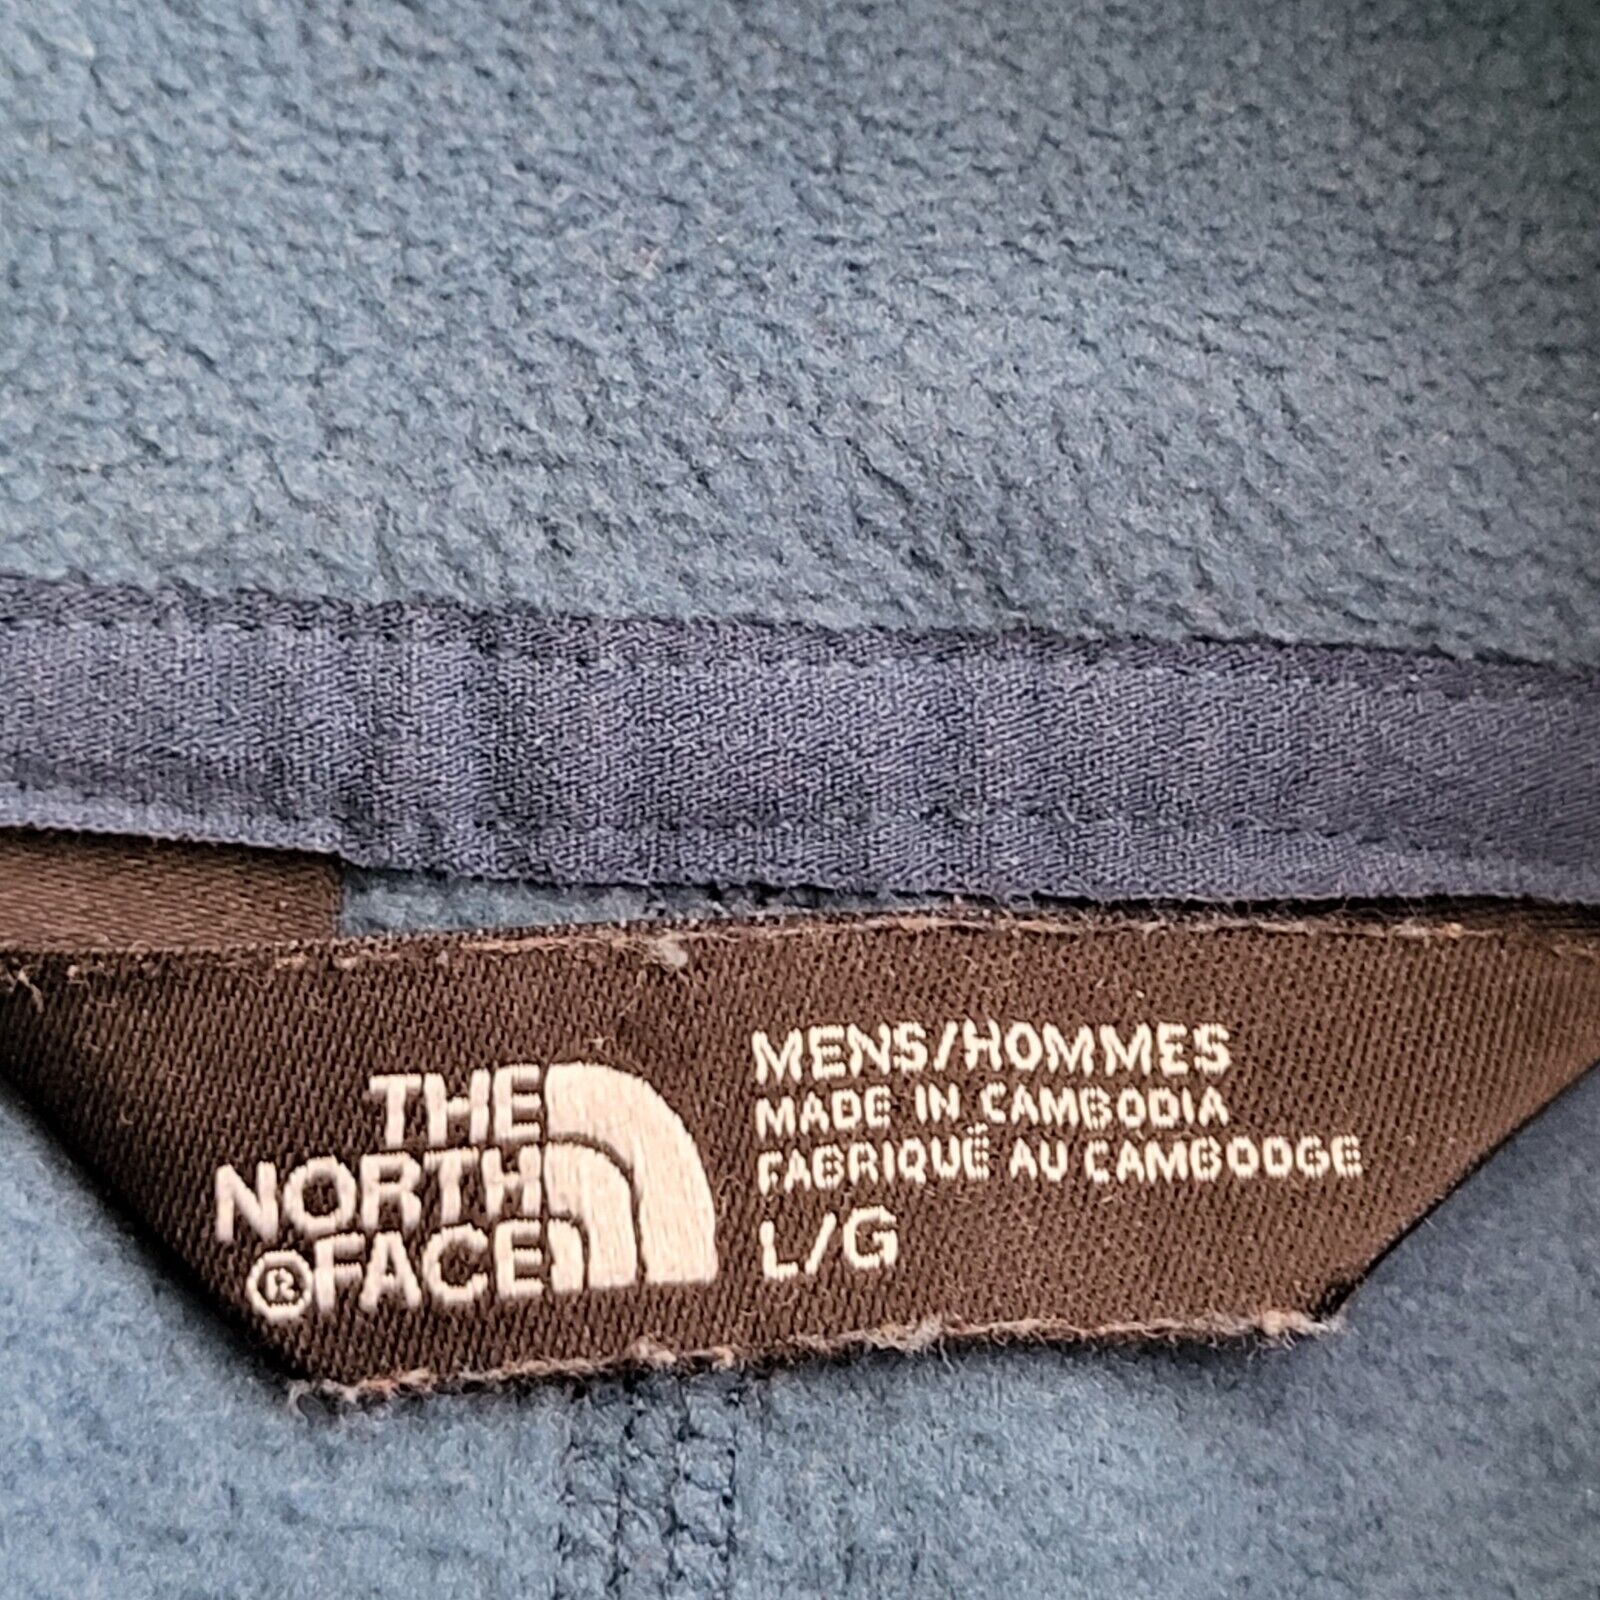 THE
NORTH
®FACE
MENS/HOMMES
MADE IN CAMBODIA
FABRIQUÉ AU CAMBODGE
L/G